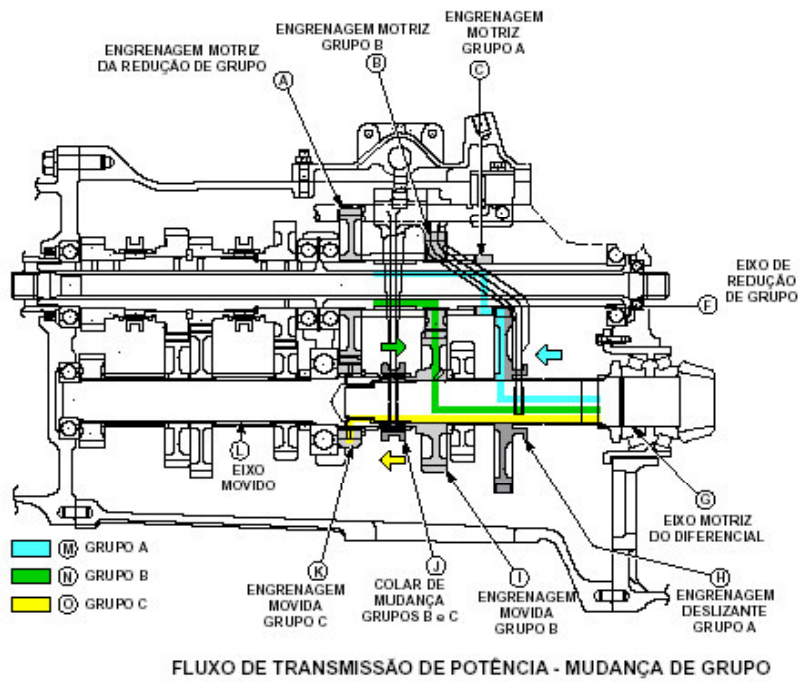 ENGRENAGEM MOTRIZ
DA REDUÇÃO DE GRUPO
A
ENGRENAGEM MOTRIZ
GRUPO B
B
ENGRENAGEM
MOTRIZ
GRUPO A
C
EIXO DE
REDUÇÃO
DE GRUPO
F
L
EIXO
MOVIDO
G
EIXO MOTRIZ
DO DIFERENCIAL
M GRUPO A
N GRUPO B
O GRUPO C
K
ENGRENAGEM
MOVIDA
GRUPO C
J
COLAR DE
MUDANÇA
GRUPOS B e C
I
ENGRENAGEM
MOVIDA
GRUPO B
H
ENGRENAGEM
DESLIZANTE
GRUPO A
FLUXO DE TRANSMISSÃO DE POTÊNCIA - MUDANÇA DE GRUPO